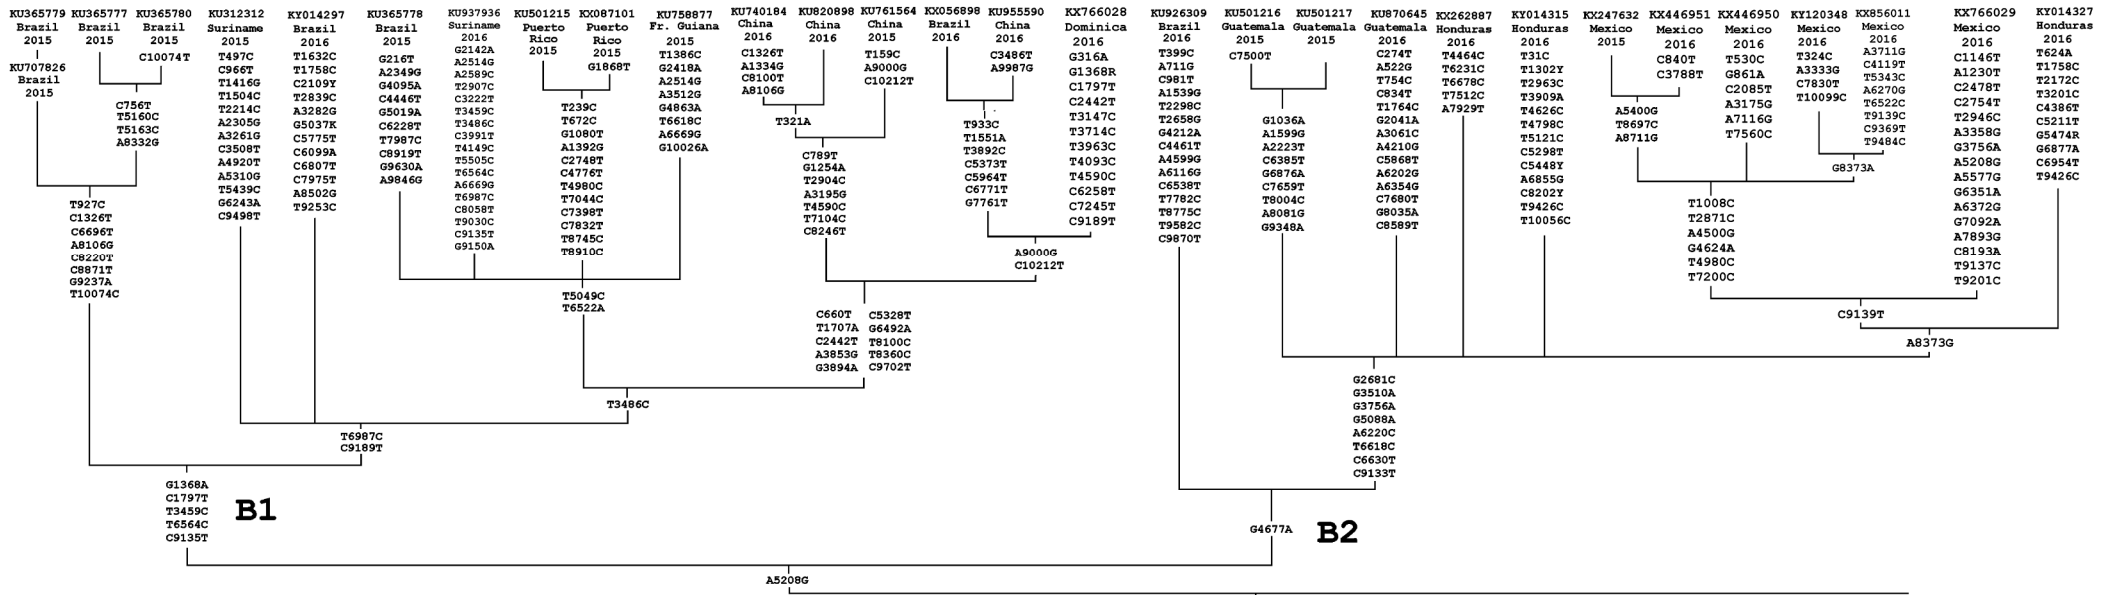 KU365779
Brazil
2015
KU707826
Brazil
2015
KU365777
Brazil
2015
KU365780
Brazil
2015
C10074T
C756T
T5160C
T5163C
A8332G
T927C
C1326T
C6696T
A8106G
C8220T
C8871T
G9237A
T10074C
KU312312
Suriname
2015
T497C
C966T
T1416G
T1504C
T2214C
A2305G
A3261G
C3508T
A4920T
A5310G
T5439C
G6243A
C9498T
KY014297
Brazil
2016
T1632C
T1758C
C2109Y
T2839C
A3282G
G5037K
C5775T
C6099A
C6807T
C7975T
A8502G
T9253C
KU365778
Brazil
2015
G216T
A2349G
G4095A
C4446T
G5019A
C6228T
T7987C
C8919T
G9630A
A9846G
KU937936
Suriname
2016
G2142A
A2514G
A2589C
T2907C
C3222T
T3459C
T3486C
C3991T
T4149C
T5505C
T6564C
A6669G
T6987C
C8058T
T9030C
C9135T
G9150A
KU501215
Puerto
Rico
2015
KX087101
Puerto
Rico
2015
G1868T
T239C
T672C
G1080T
A1392G
C2748T
C4776T
T4980C
T7044C
C7398T
C7832T
T8745C
T8910C
KU758877
Fr. Guiana
2015
T1386C
G2418A
A2514G
A3512G
G4863A
T6618C
A6669G
G10026A
T5049C
T6522A
KU740184
China
2016
C1326T
A1334G
C8100T
A8106G
KU820898
China
2016
T321A
KU761564
China
2016
T159C
A9000G
C10212T
C789T
G1254A
T2904C
A3195G
T4590C
T7104C
C8246T
KX056898
Brazil
2016
KU955590
China
2016
C3486T
A9987G
T933C
T1551A
T3892C
C5373T
C5964T
C6771T
G7761T
KX766028
Dominica
2016
G316A
G1368R
C1797T
C2442T
T3147C
T3714C
T3963C
T4093C
T4590C
C6258T
C7245T
C9189T
A9000G
C10212T
C660T
T1707A
C2442T
A3853G
G3894A
C5328T
G6492A
T8100C
T8360C
C9702T
T3486C
T6987C
C9189T
G1368A
C1797T
T3459C
T6564C
C9135T
B1
KU926309
Brazil
2016
T399C
A711G
C981T
A1539G
T2298C
T2658G
G4212A
C4461T
A4599G
A6116G
C6538T
T7782C
T8775C
T9582C
C9870T
KU501216
Guatemala
2015
C7500T
KU501217
Guatemala
2015
G1036A
A1599G
A2223T
C6385T
G6876A
C7659T
T8004C
A8081G
G9348A
KU870645
Guatemala
2016
C274T
A522G
T754C
C834T
T1764C
G2041A
A3061C
A4210G
C5868T
A6202G
A6354G
C7680T
G8035A
C8589T
KX262887
Honduras
2016
T4464C
T6231C
T6678C
T7512C
A7929T
KY014315
Honduras
2016
T31C
T1302Y
T2963C
T3909A
C4626T
T4798C
T5121C
C5298T
C5448Y
A6855G
C8202Y
T9426C
T10056C
KX247632
Mexico
2015
KX446951
Mexico
2016
C840T
C3788T
A5400G
T8697C
A8711G
KX446950
Mexico
2016
T530C
G861A
C2085T
A3175G
A7116G
T7560C
KY120348
Mexico
2016
T324C
A3333G
C7830T
T10099C
KX856011
Mexico
2016
A3711G
C4119T
T5343C
A6270G
T6522C
T9139C
C9369T
T9484C
G8373A
T1008C
T2871C
A4500G
G4624A
T4980C
T7200C
KX766029
Mexico
2016
C1146T
A1230T
C2478T
C2754T
T2946C
A3358G
G3756A
A5208G
A5577G
G6351A
A6372G
G7092A
A7893G
C8193A
T9137C
T9201C
KY014327
Honduras
2016
T624A
T1758C
T2172C
T3201C
C4386T
C5211T
G5474R
G6877A
C6954T
T9426C
C9139T
A8373G
G2681C
G3510A
G3756A
G5088A
A6220C
T6618C
C6630T
C9133T
G4677A
B2
A5208G